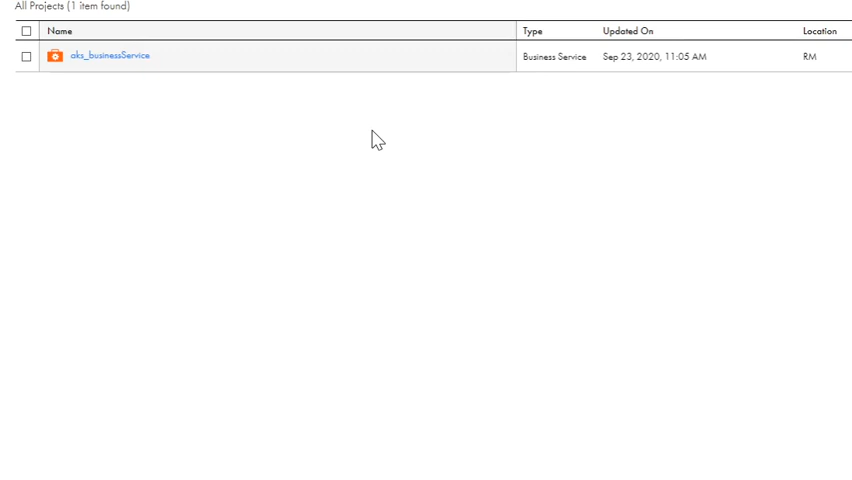 All Projects (1 item found)
Name Type Updated On Location
aks_businessService Business Service Sep 23, 2020, 11:05 AM RM